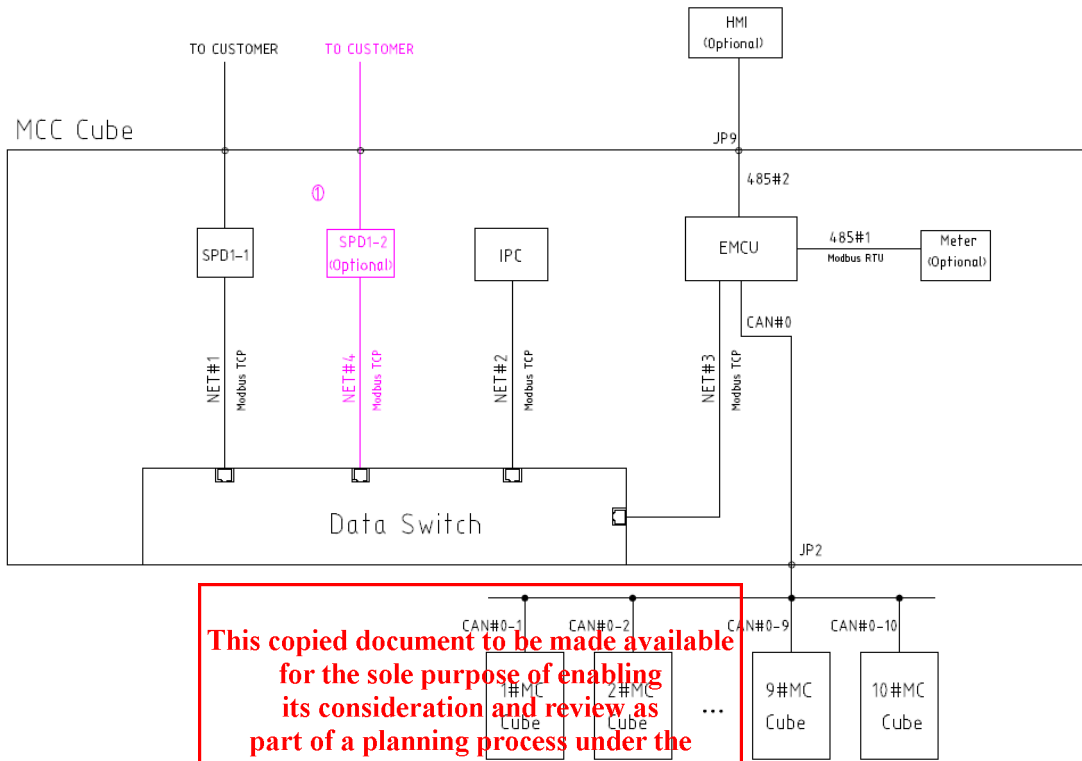 HMI
(Optional)
TO CUSTOMER
TO CUSTOMER
MCC Cube
JP9
485#2
①
SPD1-1
SPD1-2
(Optional)
IPC
EMCU
485#1
Modbus RTU
Meter
(Optional)
CAN#0
NET#1
Modbus TCP
NET#4
Modbus TCP
NET#2
Modbus TCP
NET#3
Modbus TCP
Data Switch
JP2
CAN#0-1
CAN#0-2
CAN#0-9
CAN#0-10
1#MC
Cube
2#MC
Cube
...
9#MC
Cube
10#MC
Cube
This copied document to be made available
for the sole purpose of enabling
its consideration and review as
part of a planning process under the